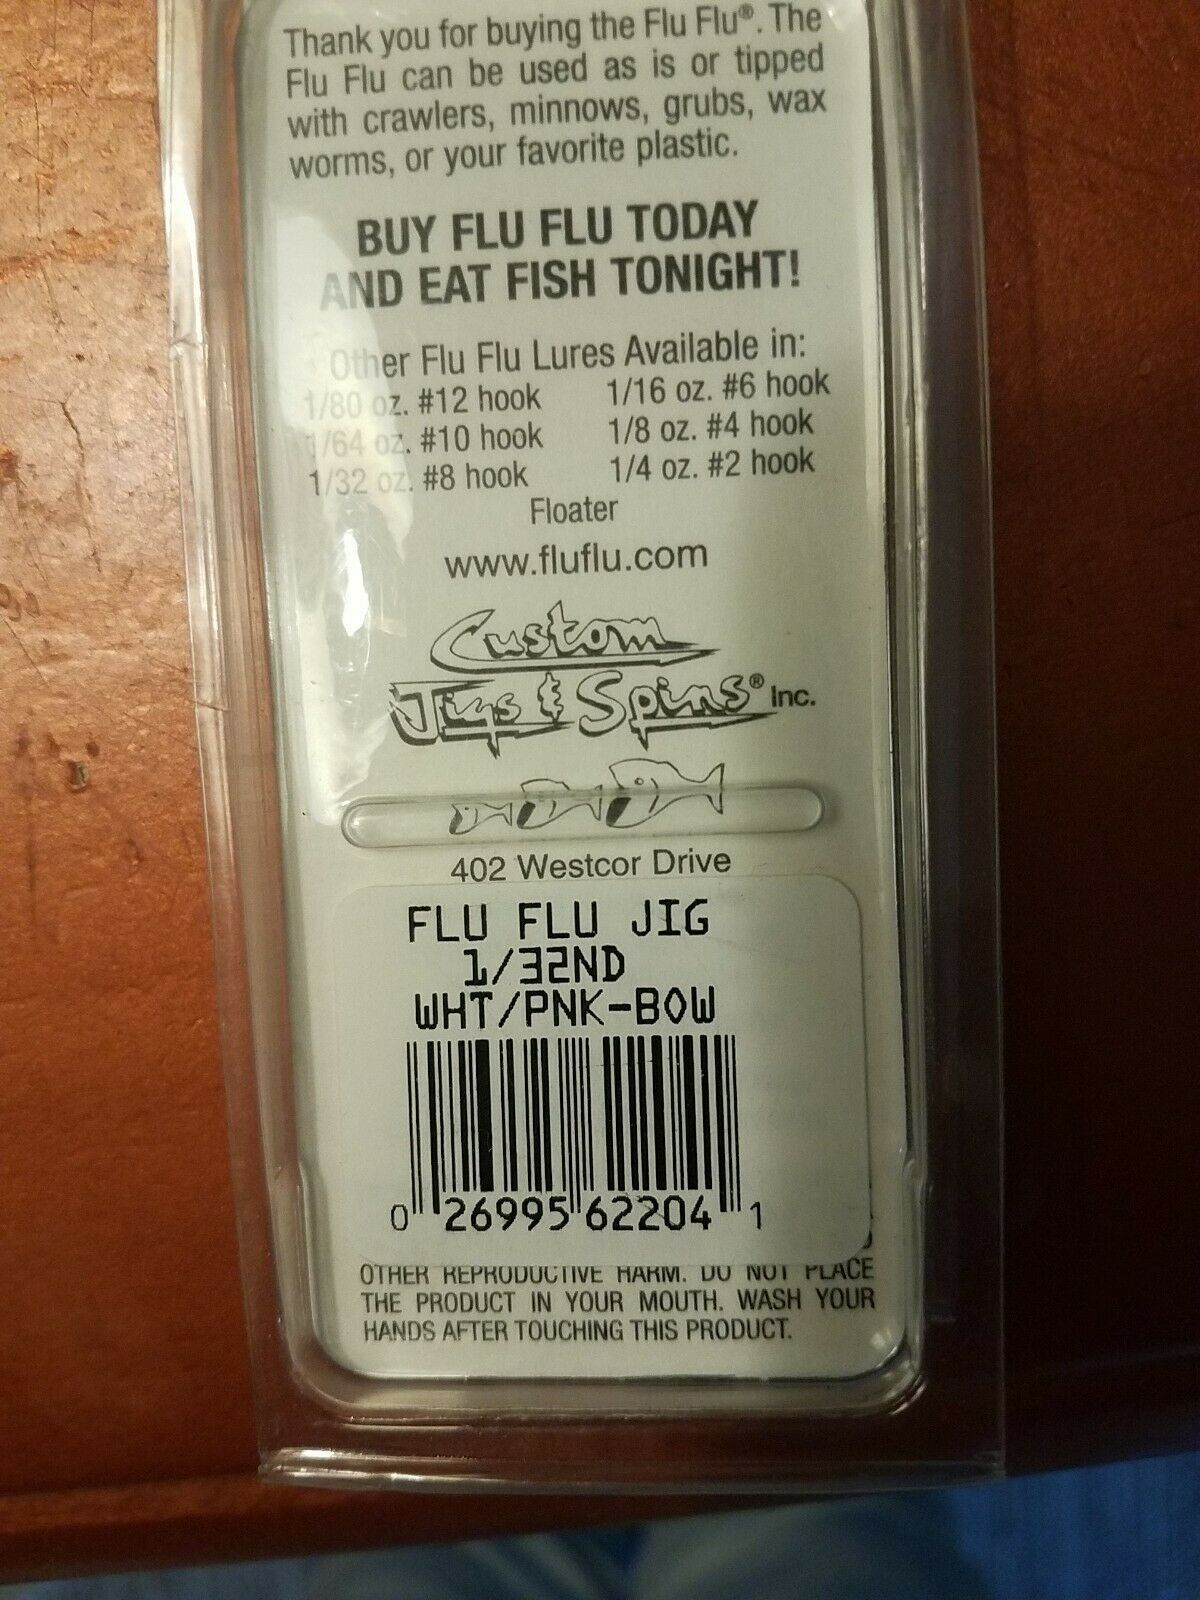 Thank you for buying the Flu Flu®. The
Flu Flu can be used as is or tipped
with crawlers, minnows, grubs, wax
worms, or your favorite plastic.
BUY FLU FLU TODAY
AND EAT FISH TONIGHT!
Other Flu Flu Lures Available in:
1/80 oz. #12 hook 1/16 oz. #6 hook
1/64 oz. #10 hook 1/8 oz. #4 hook
1/32 oz. #8 hook 1/4 oz. #2 hook
Floater
www.fluflu.com
Custom
Jigs & Spins® Inc.
402 Westcor Drive
FLU FLU JIG
1/32ND
WHT/PNK-BOW
0 26995 62204 1
OTHER REPRODUCTIVE HARM. DO NOT PLACE
THE PRODUCT IN YOUR MOUTH. WASH YOUR
HANDS AFTER TOUCHING THIS PRODUCT.